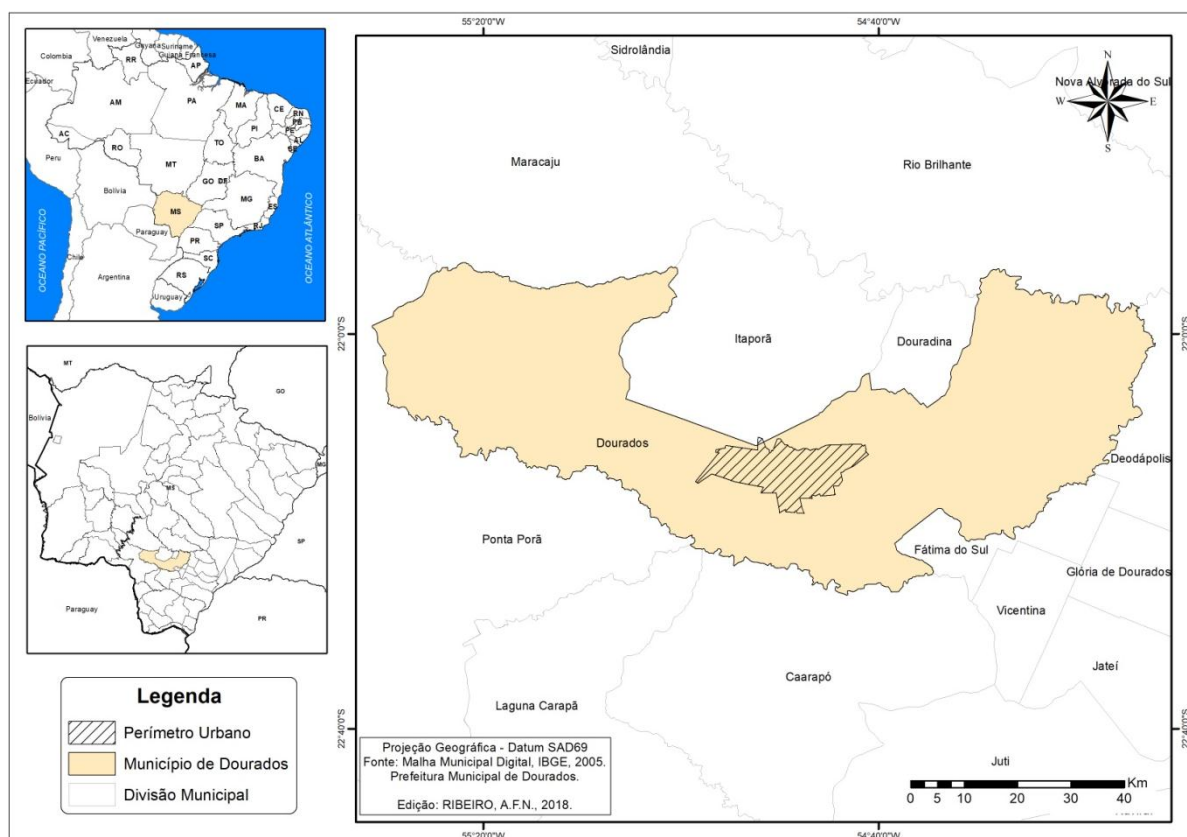 Venezuela
Guyana
Suriname
Guiana Francesa
Colombia
Ecuador
RR
AP
AM
PA
MA
CE
RN
PB
PE
AL
SE
PI
AC
RO
TO
BA
Peru
MT
GO
DF
Bolívia
MG
ES
MS
SP
RJ
Paraguay
PR
SC
Chile
Argentina
RS
Uruguay
OCEANO PACÍFICO
OCEANO ATLÂNTICO
MT
GO
Bolívia
MG
MS
SP
Paraguay
PR
Legenda
Perímetro Urbano
Município de Dourados
Divisão Municipal
55°20'0"W
54°40'0"W
Sidrolândia
N
Nova Alvorada do Sul
W
E
S
Maracaju
Rio Brilhante
22°0'0"S
22°0'0"S
Itaporã
Douradina
Dourados
Deodápolis
Ponta Porã
Fátima do Sul
Glória de Dourados
Vicentina
Jateí
Caarapó
Laguna Carapã
22°40'0"S
22°40'0"S
Juti
Projeção Geográfica - Datum SAD69
Fonte: Malha Municipal Digital, IBGE, 2005.
Prefeitura Municipal de Dourados.
Edição: RIBEIRO, A.F.N., 2018.
Km
0 5 10 20 30 40
55°20'0"W
54°40'0"W